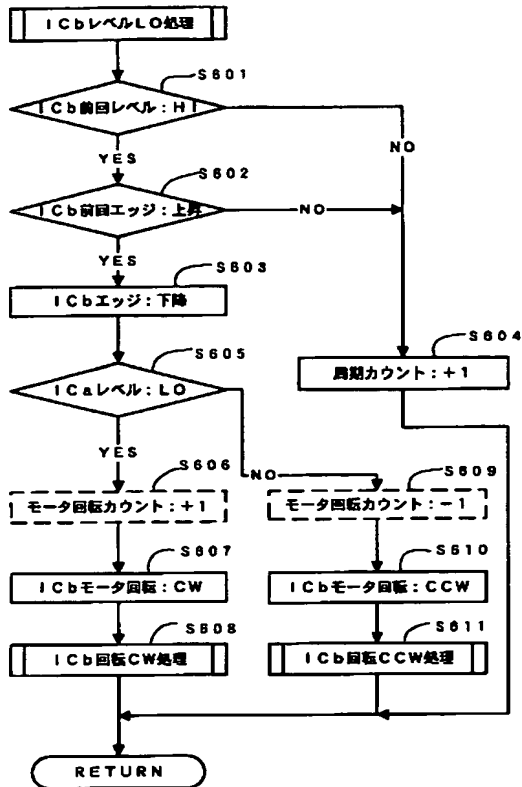 ICbレベルLO処理
S601
ICb前回レベル:HI
NO
YES
S602
ICb前回エッジ:上昇
NO
YES
S603
ICbエッジ:下降
S604
周期カウント:+1
S605
ICaレベル:LO
YES
NO
S606
モータ回転カウント:+1
S609
モータ回転カウント:-1
S607
ICbモータ回転:CW
S610
ICbモータ回転:CCW
S608
ICb回転CW処理
S611
ICb回転CCW処理
RETURN